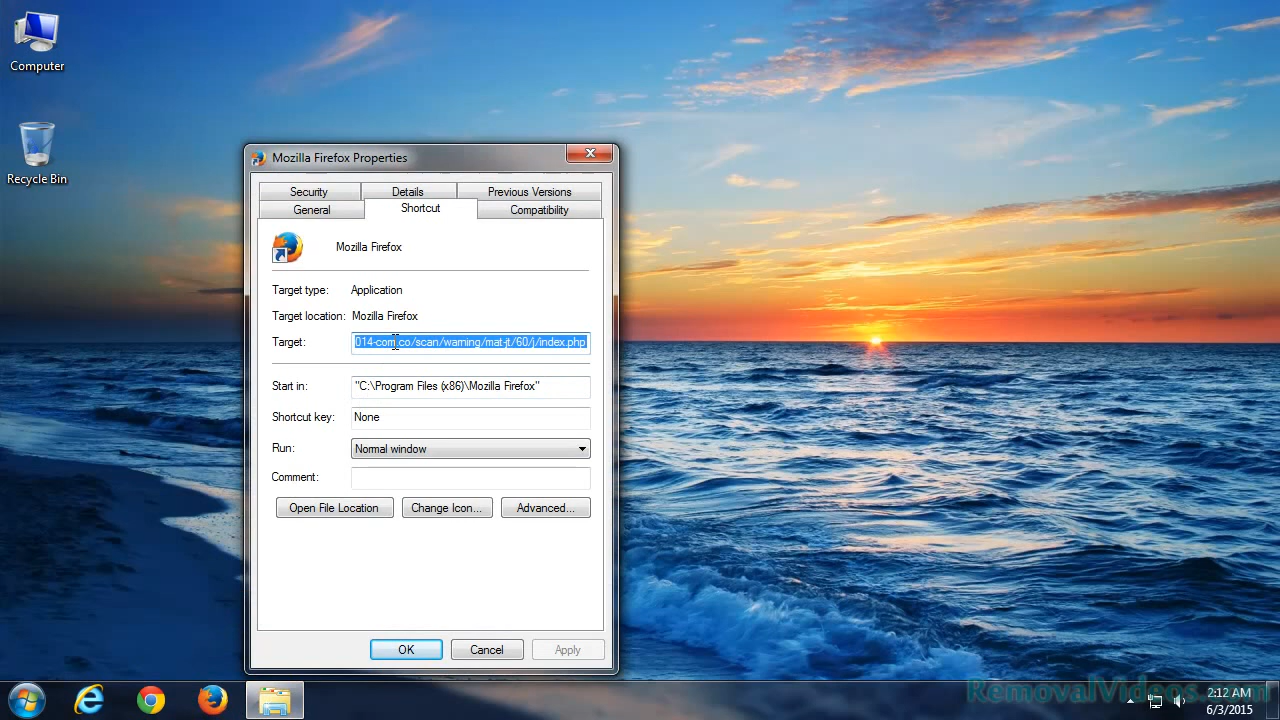 Computer
Recycle Bin
Mozilla Firefox Properties
Security Details Previous Versions
General Shortcut Compatibility
Mozilla Firefox
Target type: Application
Target location: Mozilla Firefox
Target: 014-com.co/scan/warning/mat-jt/60/j/index.php
Start in: "C:\Program Files (x86)\Mozilla Firefox"
Shortcut key: None
Run: Normal window
Comment:
Open File Location Change Icon... Advanced...
OK Cancel Apply
RemovalVideos.com
2:12 AM
6/3/2015